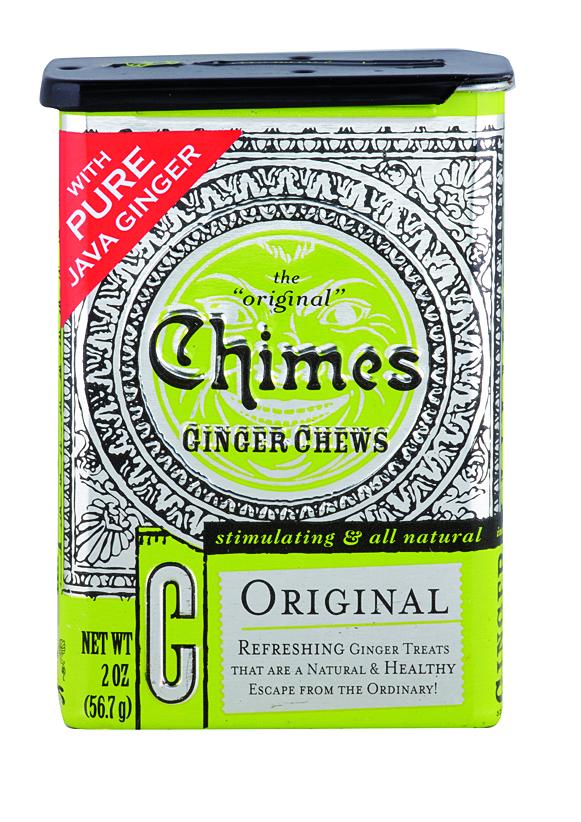 WITH
PURE
JAVA GINGER
the
"original"
Chimes
GINGER CHEWS
stimulating & all natural
C
ORIGINAL
REFRESHING GINGER TREATS
THAT ARE A NATURAL & HEALTHY
ESCAPE FROM THE ORDINARY!
NET WT
2 OZ
(56.7 g)
GINGER